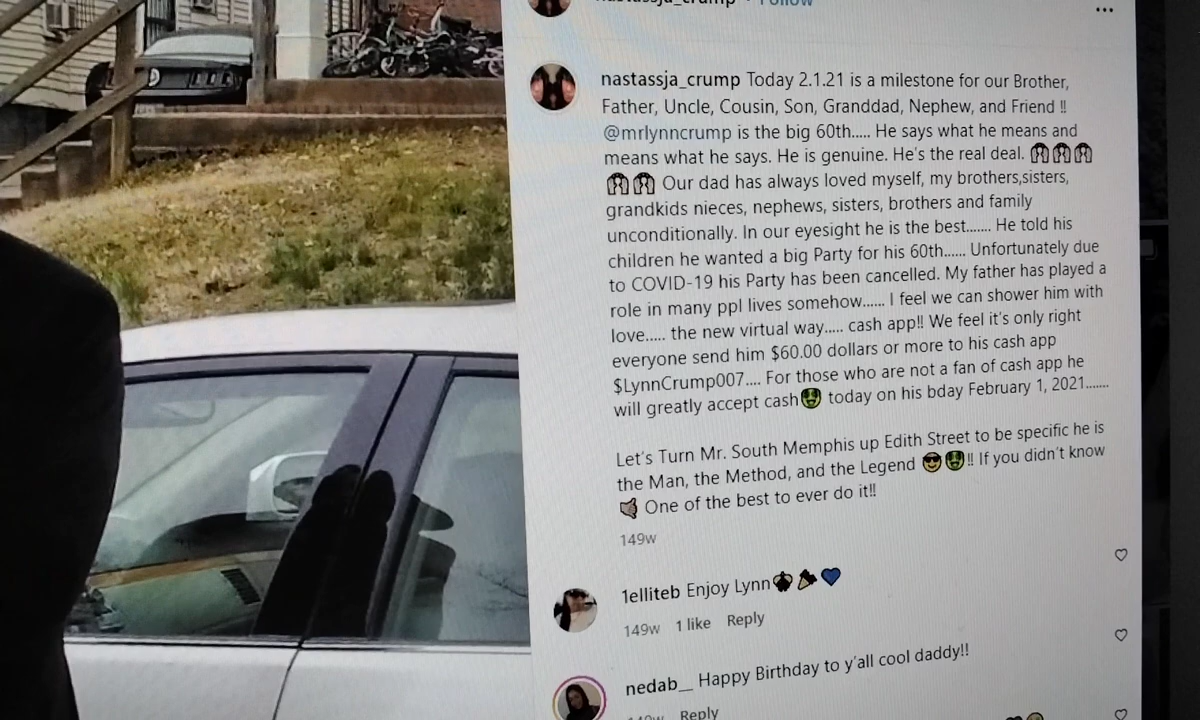 nastassja_crump • Follow
nastassja_crump Today 2.1.21 is a milestone for our Brother,
Father, Uncle, Cousin, Son, Granddad, Nephew, and Friend ‼
@mrlynncrump is the big 60th..... He says what he means and
means what he says. He is genuine. He's the real deal.
Our dad has always loved myself, my brothers,sisters,
grandkids nieces, nephews, sisters, brothers and family
unconditionally. In our eyesight he is the best....... He told his
children he wanted a big Party for his 60th...... Unfortunately due
to COVID-19 his Party has been cancelled. My father has played a
role in many ppl lives somehow...... I feel we can shower him with
love..... the new virtual way..... cash app!! We feel it's only right
everyone send him $60.00 dollars or more to his cash app
$LynnCrump007.... For those who are not a fan of cash app he
will greatly accept cash🤑 today on his bday February 1, 2021.......
Let's Turn Mr. South Memphis up Edith Street to be specific he is
the Man, the Method, and the Legend 😎🤑‼ If you didn't know
🤙 One of the best to ever do it‼
149w
1elliteb Enjoy Lynn💙
149w 1 like Reply
nedab__ Happy Birthday to y'all cool daddy!!
149w Reply